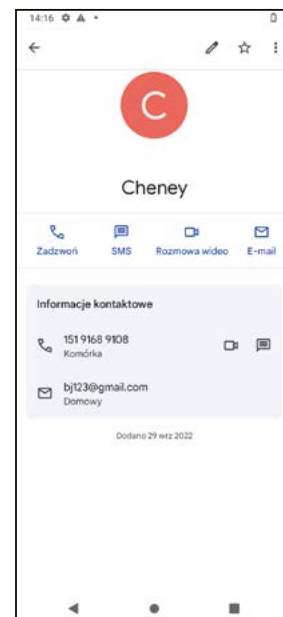 14:16
C
Cheney
Zadzwoń SMS Rozmowa wideo E-mail
Informacje kontaktowe
151 9168 9108
Komórka
bj123@gmail.com
Domowy
Dodano 29 wrz 2022